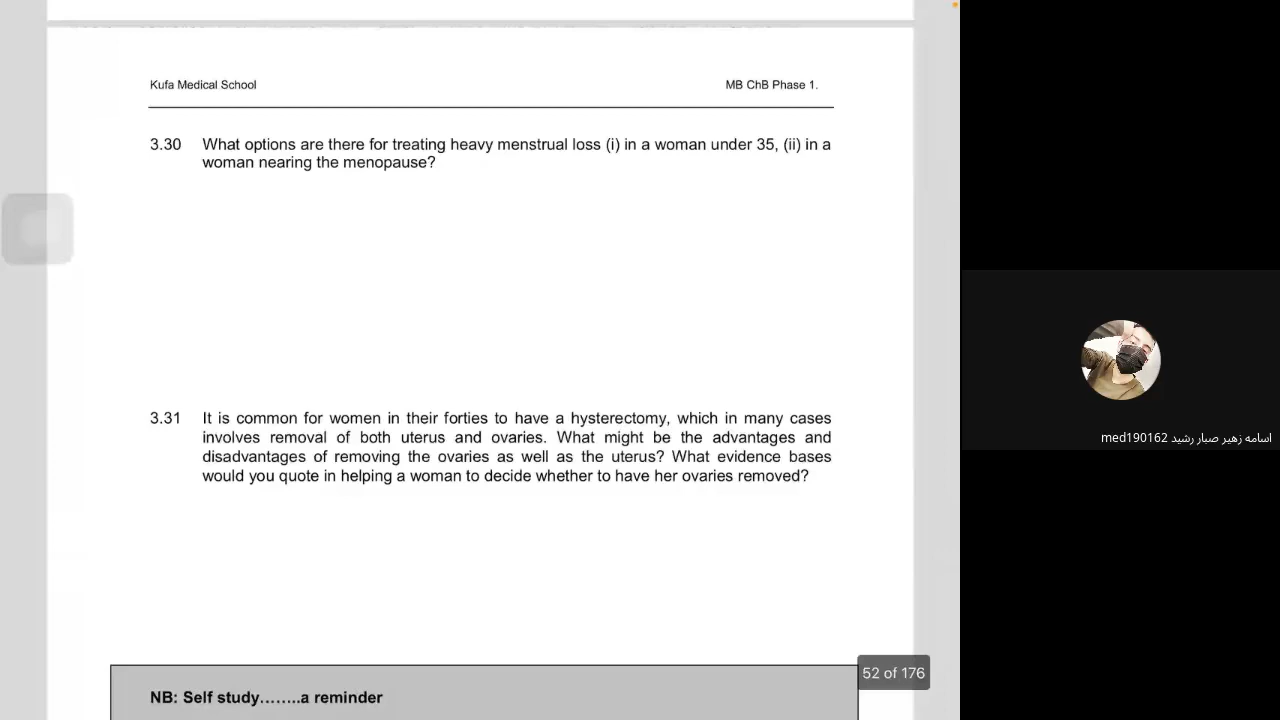 Kufa Medical School
MB ChB Phase 1.
3.30 What options are there for treating heavy menstrual loss (i) in a woman under 35, (ii) in a
woman nearing the menopause?
3.31 It is common for women in their forties to have a hysterectomy, which in many cases
involves removal of both uterus and ovaries. What might be the advantages and
disadvantages of removing the ovaries as well as the uterus? What evidence bases
would you quote in helping a woman to decide whether to have her ovaries removed?
NB: Self study........a reminder
52 of 176
اسامه زهير صبار رشيد med190162